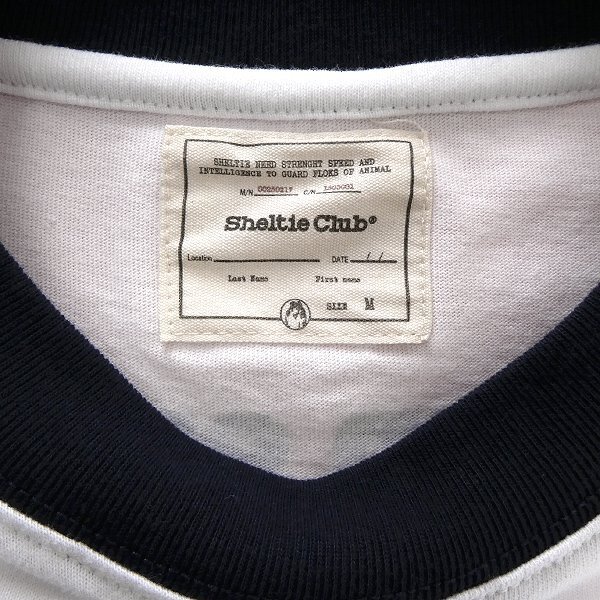 SHELTIE NEED STRENGHT SPEED AND
INTELLIGENCE TO GUARD FLOKS OF ANIMAL
M/N. C/N.
Sheltie Club®
Location DATE / /
Last Name First name
SIZE M